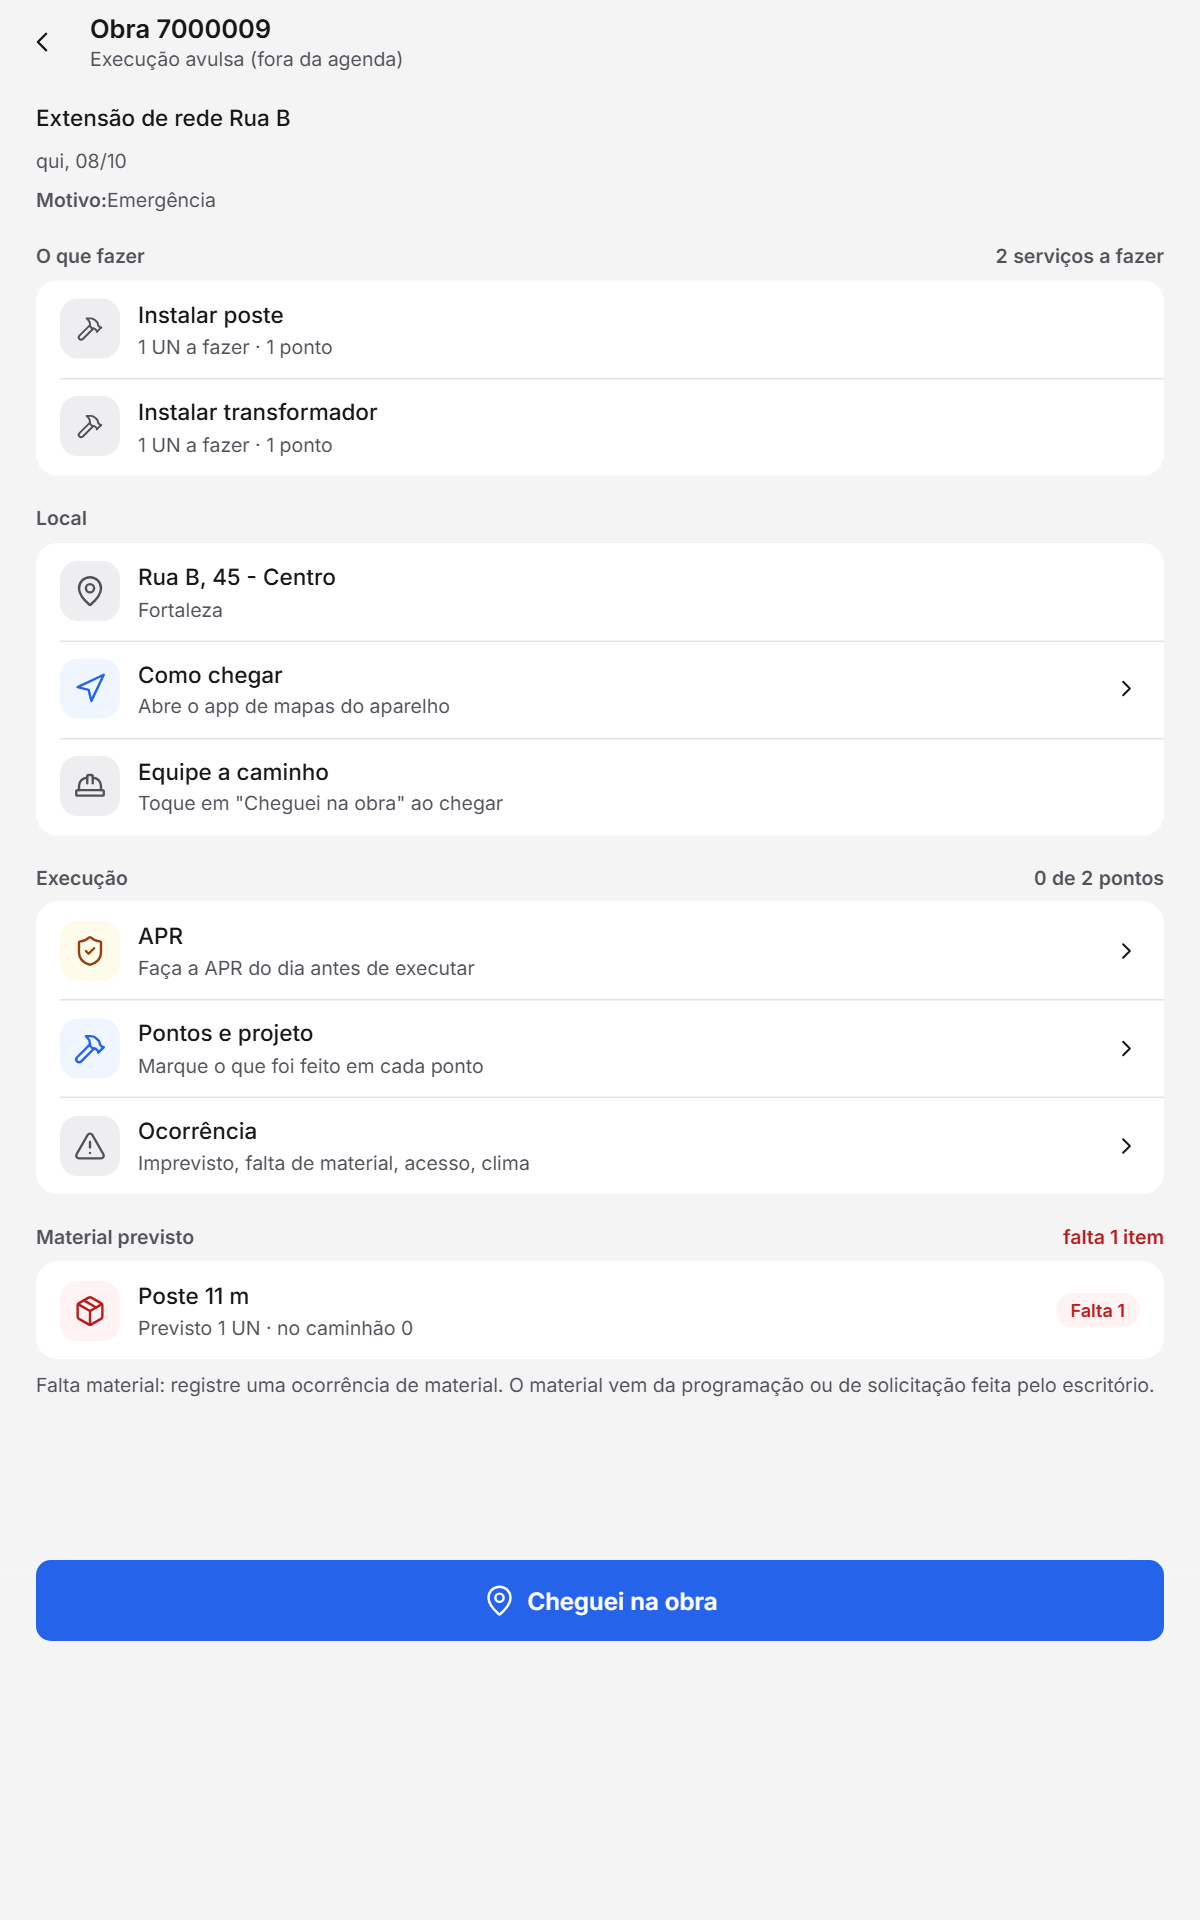 Obra 7000009
Execução avulsa (fora da agenda)
Extensão de rede Rua B
qui, 08/10
Motivo:Emergência
O que fazer
2 serviços a fazer
Instalar poste
1 UN a fazer · 1 ponto
Instalar transformador
1 UN a fazer · 1 ponto
Local
Rua B, 45 - Centro
Fortaleza
Como chegar
Abre o app de mapas do aparelho
Equipe a caminho
Toque em "Cheguei na obra" ao chegar
Execução
0 de 2 pontos
APR
Faça a APR do dia antes de executar
Pontos e projeto
Marque o que foi feito em cada ponto
Ocorrência
Imprevisto, falta de material, acesso, clima
Material previsto
falta 1 item
Poste 11 m
Previsto 1 UN · no caminhão 0
Falta 1
Falta material: registre uma ocorrência de material. O material vem da programação ou de solicitação feita pelo escritório.
Cheguei na obra